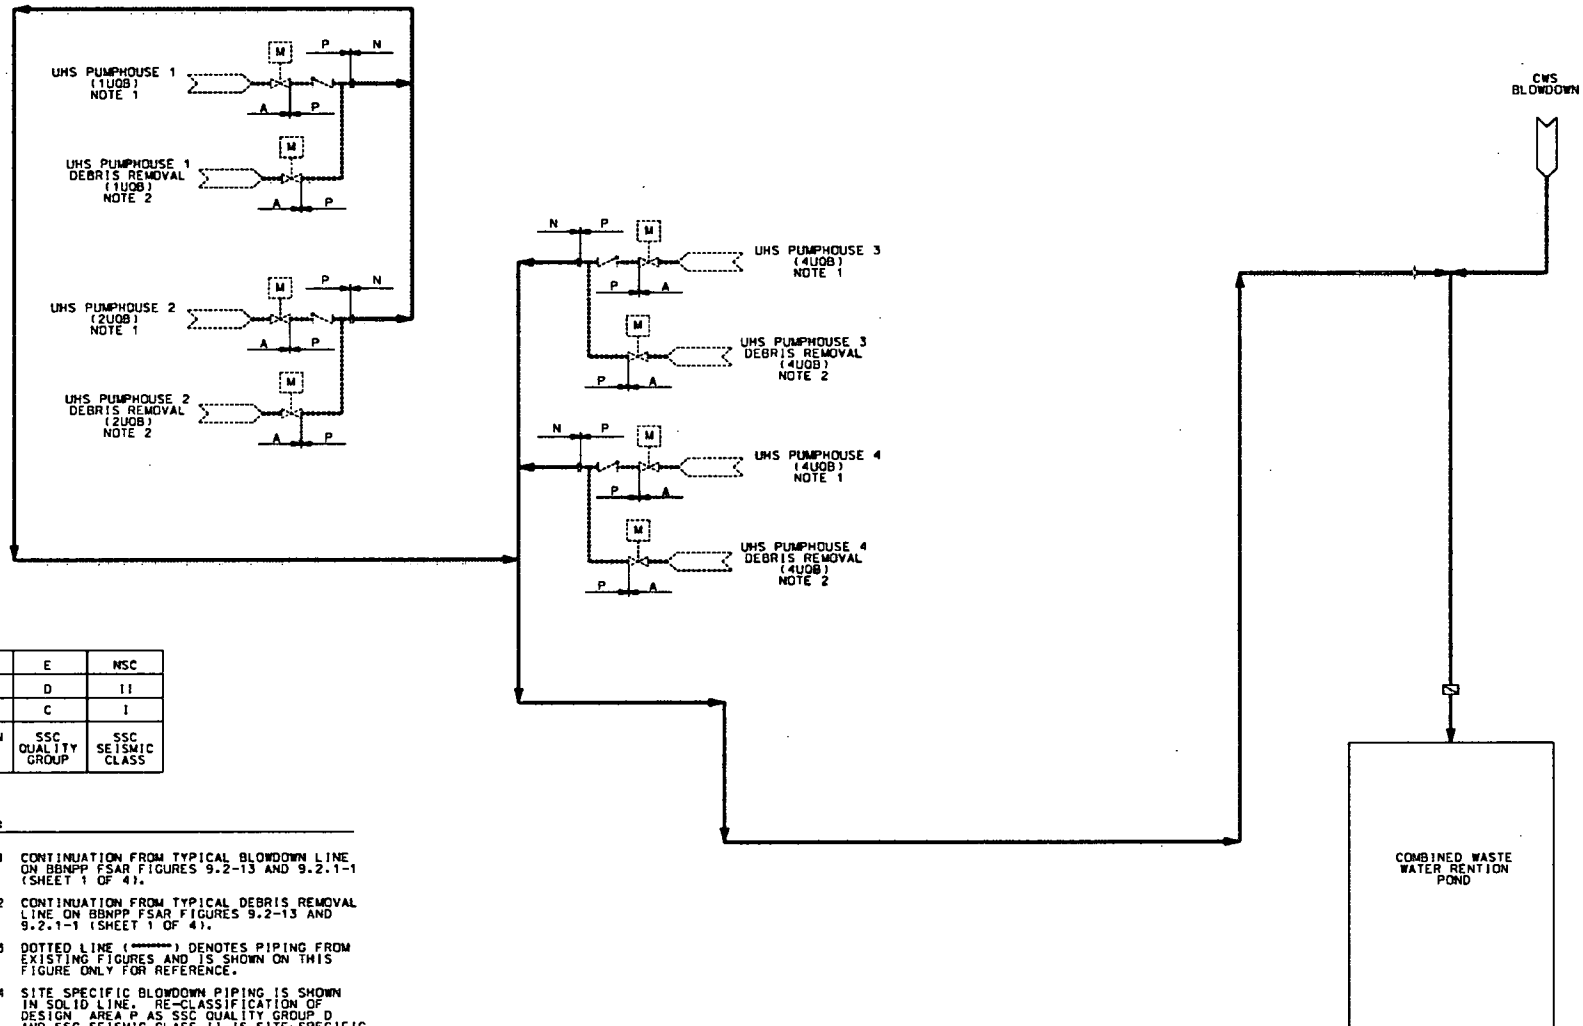 CWS
BLOWDOWN
M
P
N
UHS PUMPHOUSE 1
(1UQB)
NOTE 1
A
P
M
UHS PUMPHOUSE 1
DEBRIS REMOVAL
(1UQB)
NOTE 2
A
P
M
P
N
UHS PUMPHOUSE 2
(2UQB)
NOTE 1
A
P
M
UHS PUMPHOUSE 2
DEBRIS REMOVAL
(2UQB)
NOTE 2
A
P
N
P
M
UHS PUMPHOUSE 3
(4UQB)
NOTE 1
P
A
M
UHS PUMPHOUSE 3
DEBRIS REMOVAL
(4UQB)
NOTE 2
P
A
N
P
M
UHS PUMPHOUSE 4
(4UQB)
NOTE 1
P
A
M
UHS PUMPHOUSE 4
DEBRIS REMOVAL
(4UQB)
NOTE 2
P
A
E NSC
D II
C I
SSC QUALITY GROUP
SSC SEISMIC CLASS
COMBINED WASTE
WATER RENTION
POND
1 CONTINUATION FROM TYPICAL BLOWDOWN LINE
ON BBNPP FSAR FIGURES 9.2-13 AND 9.2.1-1
(SHEET 1 OF 4).
2 CONTINUATION FROM TYPICAL DEBRIS REMOVAL
LINE ON BBNPP FSAR FIGURES 9.2-13 AND
9.2.1-1 (SHEET 1 OF 4).
3 DOTTED LINE ( ) DENOTES PIPING FROM
EXISTING FIGURES AND IS SHOWN ON THIS
FIGURE ONLY FOR REFERENCE.
4 SITE SPECIFIC BLOWDOWN PIPING IS SHOWN
IN SOLID LINE. RE-CLASSIFICATION OF
DESIGN AREA P AS SSC QUALITY GROUP D
AND SSC SEISMIC CLASS II IS SITE-SPECIFIC